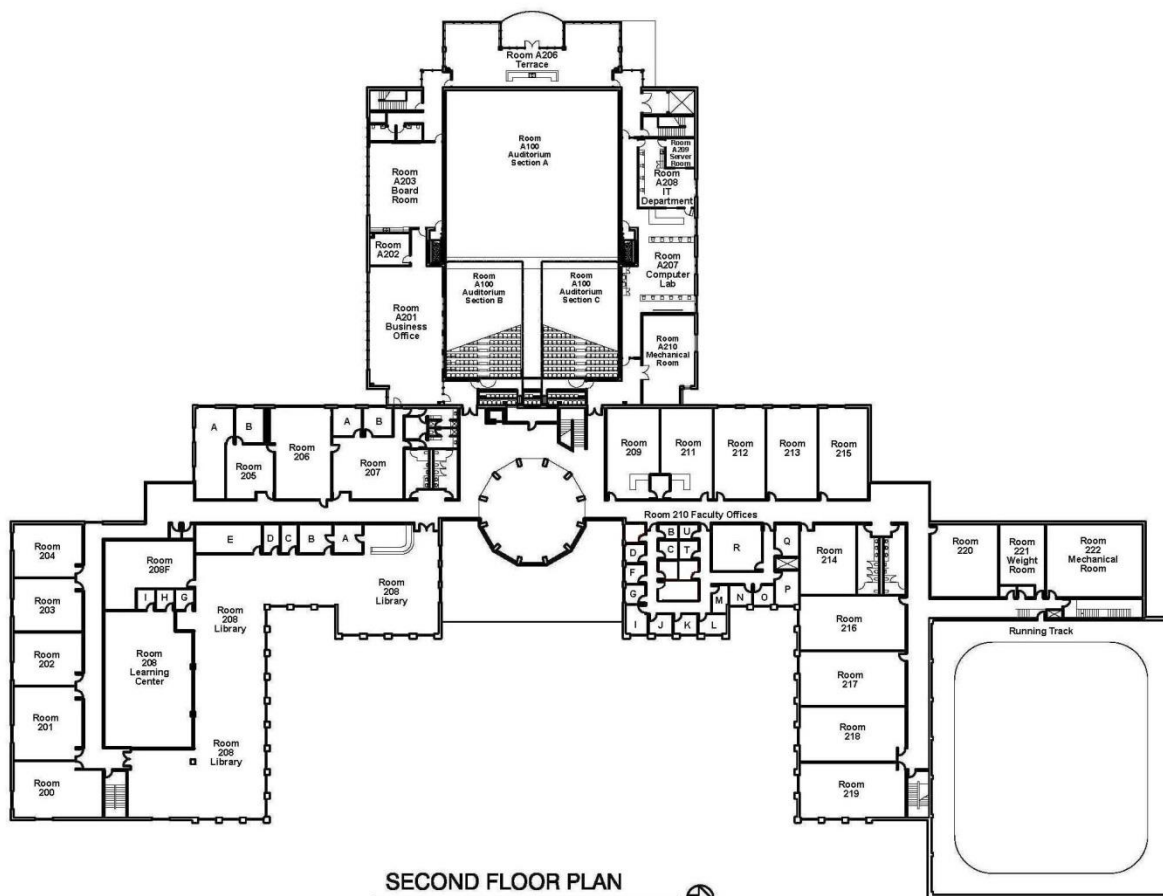 Room A206
Terrace
Room
A100
Auditorium
Section A
Room
A209
Server
Room
Room
A203
Board
Room
Room
A208
IT
Department
Room
A202
Room
A207
Computer
Lab
Room
A100
Auditorium
Section B
Room
A100
Auditorium
Section C
Room
A201
Business
Office
Room
A210
Mechanical
Room
A
B
Room
205
Room
206
A
B
Room
207
Room
209
Room
211
Room
212
Room
213
Room
215
Room 210 Faculty Offices
Room
204
Room
203
Room
202
Room
201
Room
200
Room
208F
I
H
G
Room
208
Learning
Center
E
D
C
B
A
Room
208
Library
Room
208
Library
Room
208
Library
B
U
C
T
D
F
G
I
J
K
L
M
N
O
P
Q
R
Room
214
Room
216
Room
217
Room
218
Room
219
Room
220
Room
221
Weight
Room
Room
222
Mechanical
Room
Running Track
SECOND FLOOR PLAN